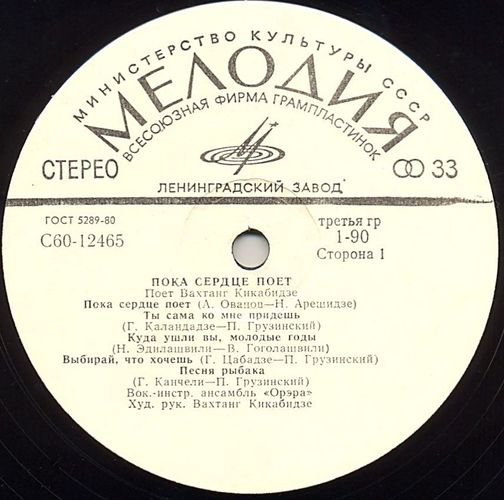 МИНИСТЕРСТВО КУЛЬТУРЫ СССР
МЕЛОДИЯ
ВСЕСОЮЗНАЯ ФИРМА ГРАМПЛАСТИНОК
СТЕРЕО
33
ЛЕНИНГРАДСКИЙ ЗАВОД
ГОСТ 5289-80
С60-12465
третья гр
1-90
Сторона 1
ПОКА СЕРДЦЕ ПОЕТ
Поет Вахтанг Кикабидзе
Пока сердце поет (А. Ованов—Н. Арешидзе)
Ты сама ко мне придешь
(Г. Каландадзе—П. Грузинский)
Куда ушли вы, молодые годы
(Н. Эдилашвили—В. Гоголашвили)
Выбирай, что хочешь (Г. Цабадзе—П. Грузинский)
Песня рыбака
(Г. Канчели—П. Грузинский)
Вок.-инстр. ансамбль «Орэра»
Худ. рук. Вахтанг Кикабидзе